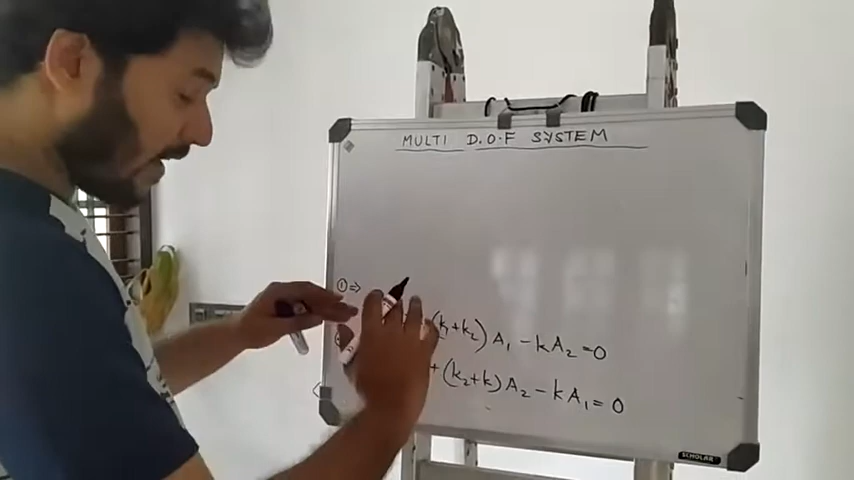 MULTI D.O.F SYSTEM
①⇒
(k₁+k₂)A₁-kA₂=0
+(k₂+k)A₂-kA₁=0
SCHOLAR